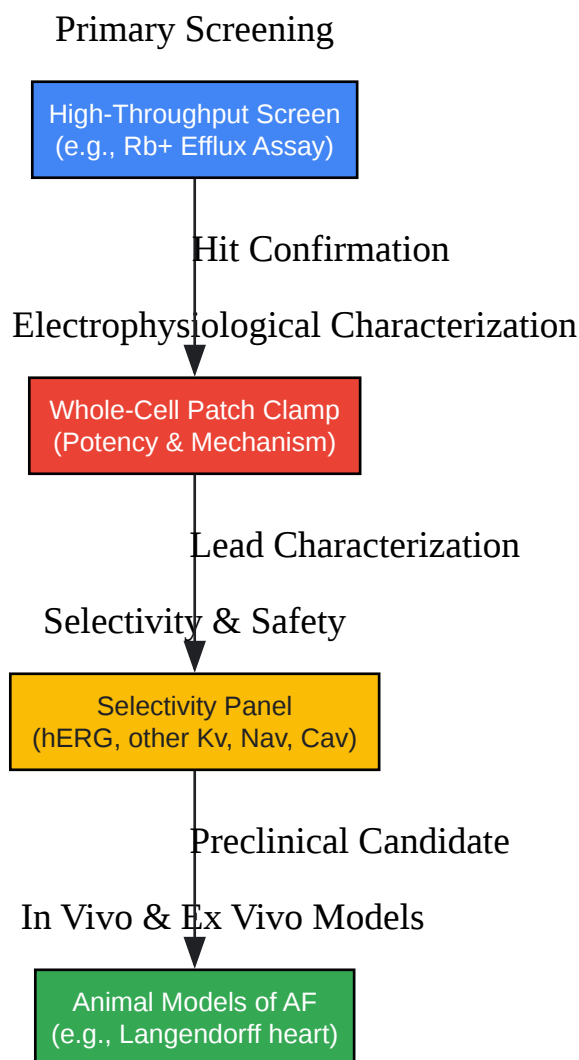 Primary Screening
High-Throughput Screen
(e.g., Rb+ Efflux Assay)
Hit Confirmation
Electrophysiological Characterization
Whole-Cell Patch Clamp
(Potency & Mechanism)
Lead Characterization
Selectivity & Safety
Selectivity Panel
(hERG, other Kv, Nav, Cav)
Preclinical Candidate
In Vivo & Ex Vivo Models
Animal Models of AF
(e.g., Langendorff heart)